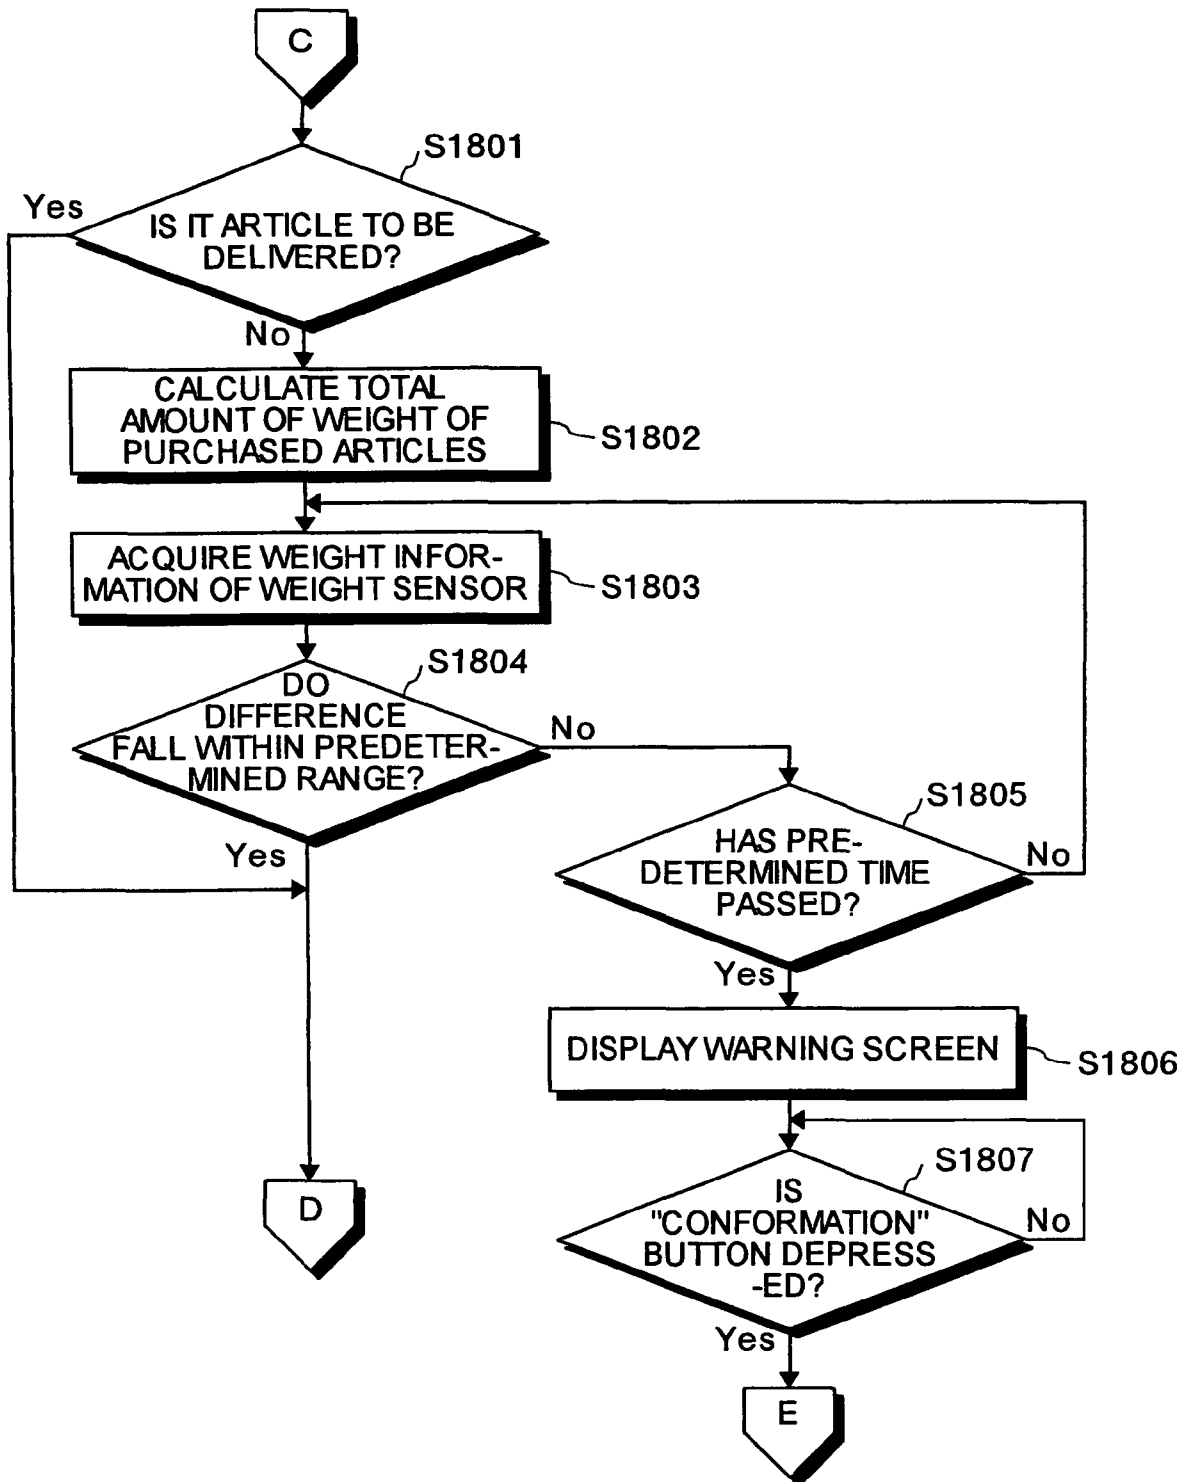 C
S1801
Yes
IS IT ARTICLE TO BE
DELIVERED?
No
CALCULATE TOTAL
AMOUNT OF WEIGHT OF
PURCHASED ARTICLES
S1802
ACQUIRE WEIGHT INFOR-
MATION OF WEIGHT SENSOR
S1803
S1804
DO
DIFFERENCE
FALL WITHIN PREDETER-
MINED RANGE?
No
Yes
S1805
HAS PRE-
DETERMINED TIME
PASSED?
No
Yes
DISPLAY WARNING SCREEN
S1806
S1807
IS
"CONFORMATION"
BUTTON DEPRESS
-ED?
No
Yes
D
E